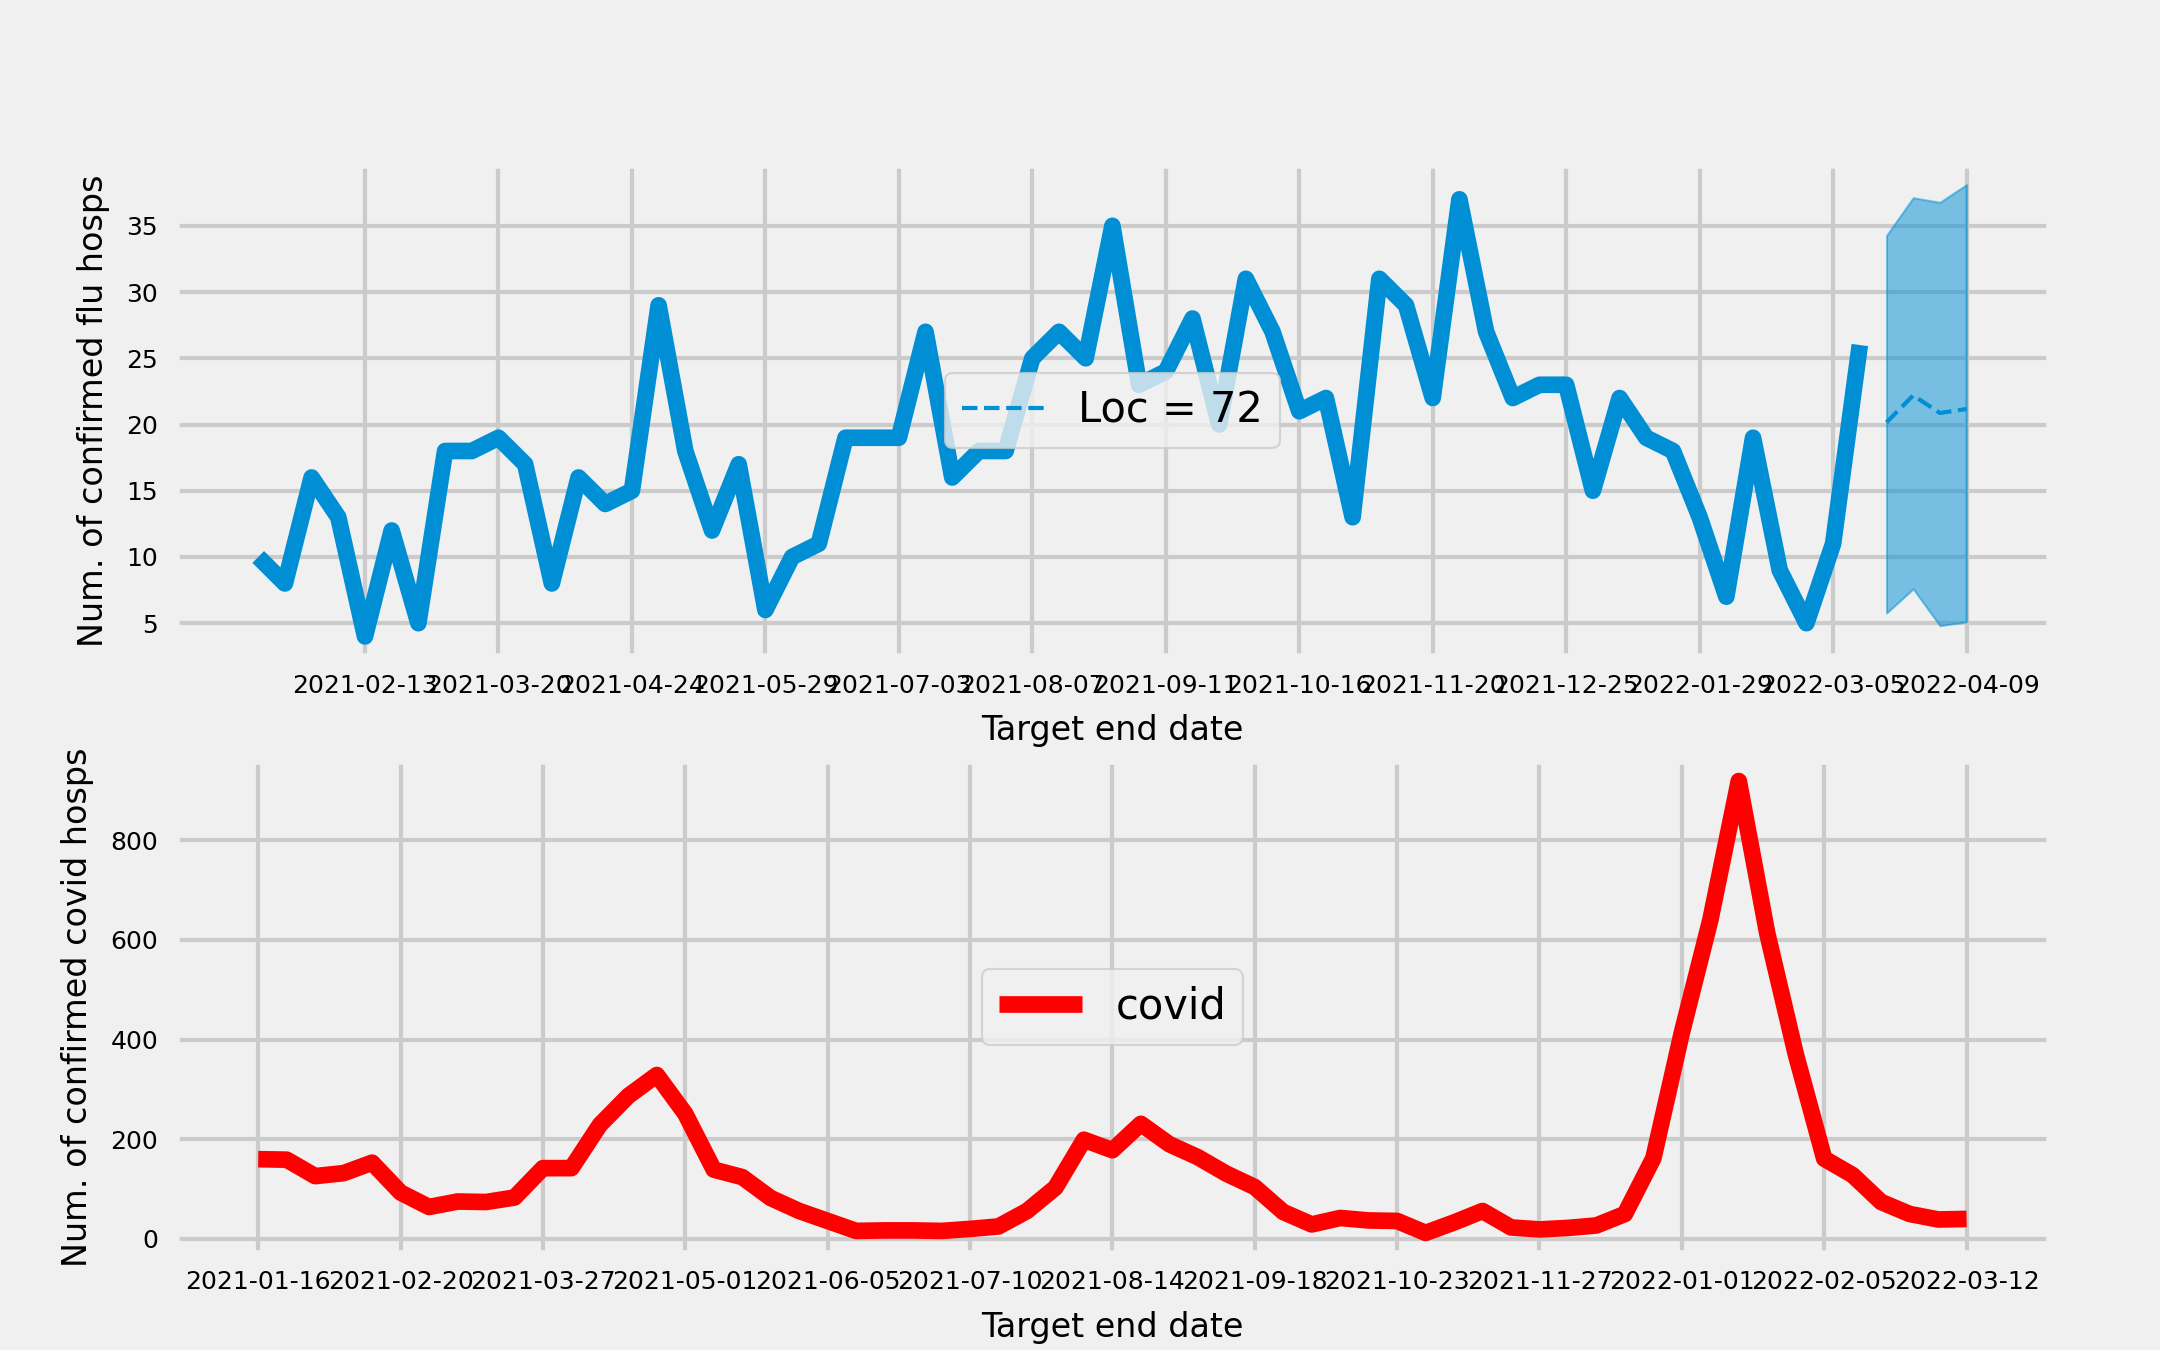 Num. of confirmed flu hosps
35
30
25
20
15
10
5
Loc = 72
2021-02-13 2021-03-20 2021-04-24 2021-05-29 2021-07-03 2021-08-07 2021-09-11 2021-10-16 2021-11-20 2021-12-25 2022-01-29 2022-03-05 2022-04-09
Target end date
Num. of confirmed covid hosps
800
600
400
200
0
covid
2021-01-16 2021-02-20 2021-03-27 2021-05-01 2021-06-05 2021-07-10 2021-08-14 2021-09-18 2021-10-23 2021-11-27 2022-01-01 2022-02-05 2022-03-12
Target end date